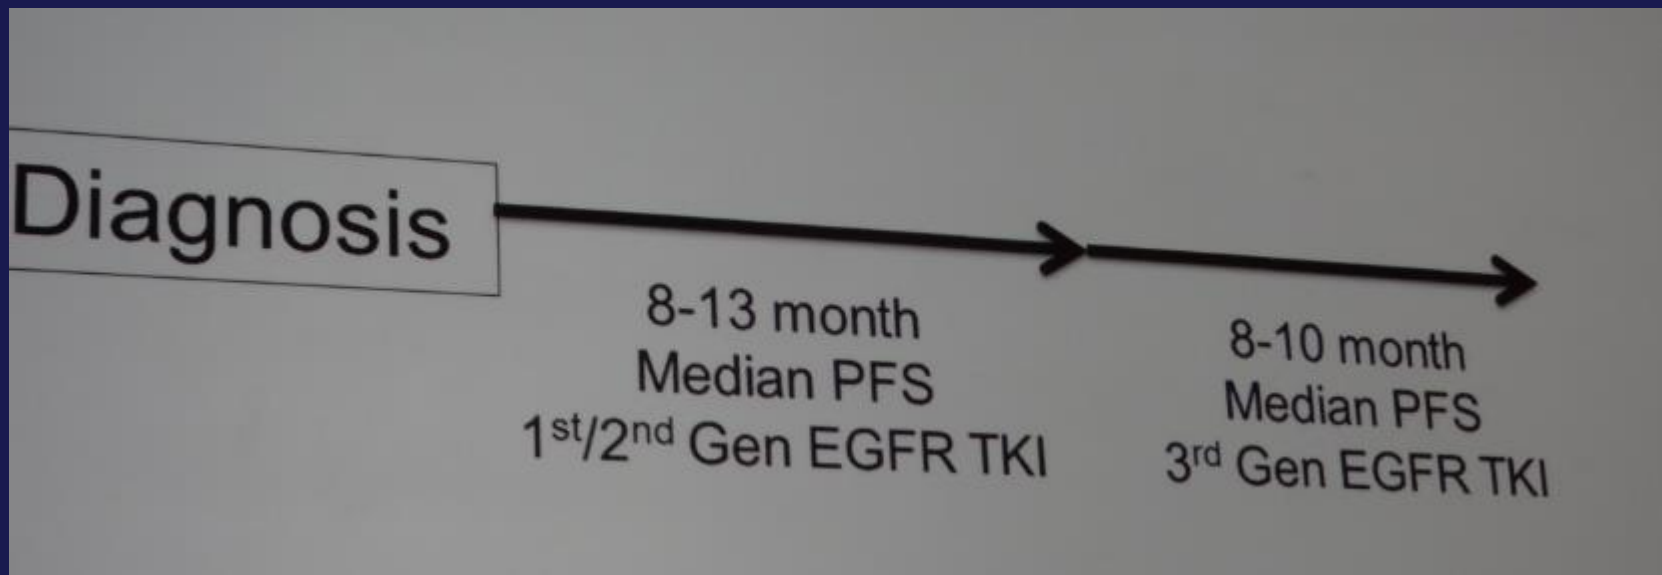 Diagnosis
8-13 month
Median PFS
1st/2nd Gen EGFR TKI
8-10 month
Median PFS
3rd Gen EGFR TKI